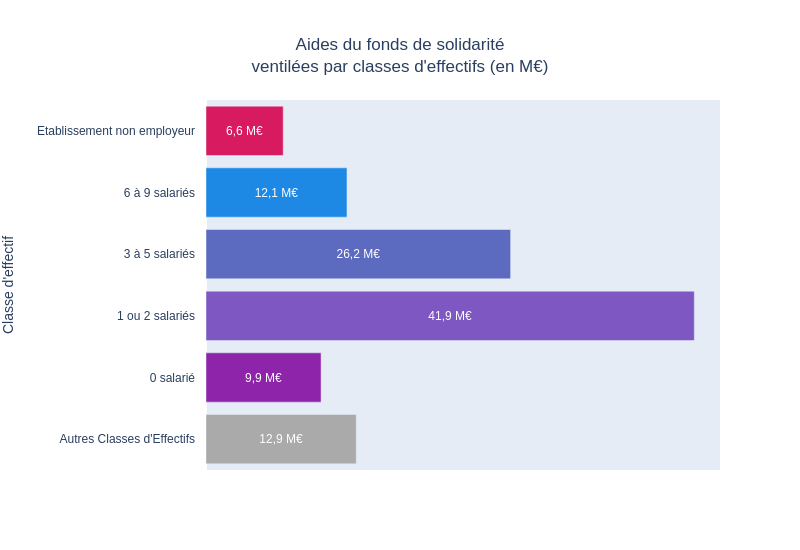 Aides du fonds de solidarité
ventilées par classes d'effectifs (en M€)
Classe d'effectif
Etablissement non employeur
6,6 M€
6 à 9 salariés
12,1 M€
3 à 5 salariés
26,2 M€
1 ou 2 salariés
41,9 M€
0 salarié
9,9 M€
Autres Classes d'Effectifs
12,9 M€